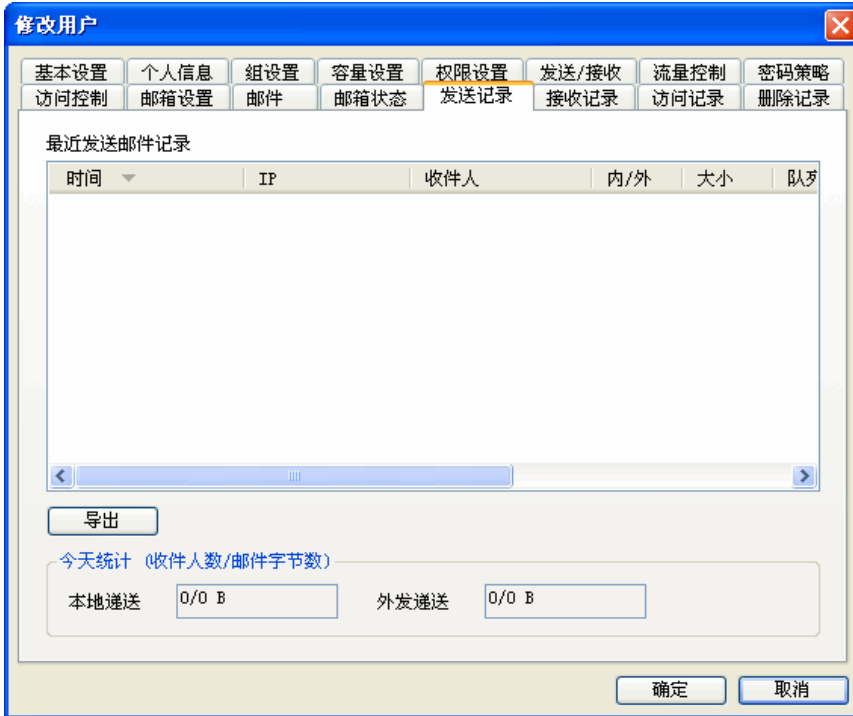 修改用户
基本设置 个人信息 组设置 容量设置 权限设置 发送/接收 流量控制 密码策略
访问控制 邮箱设置 邮件 邮箱状态 发送记录 接收记录 访问记录 删除记录
最近发送邮件记录
时间 IP 收件人 内/外 大小 队列
导出
今天统计 (收件人数/邮件字节数)
本地递送 0/0 B 外发递送 0/0 B
确定 取消